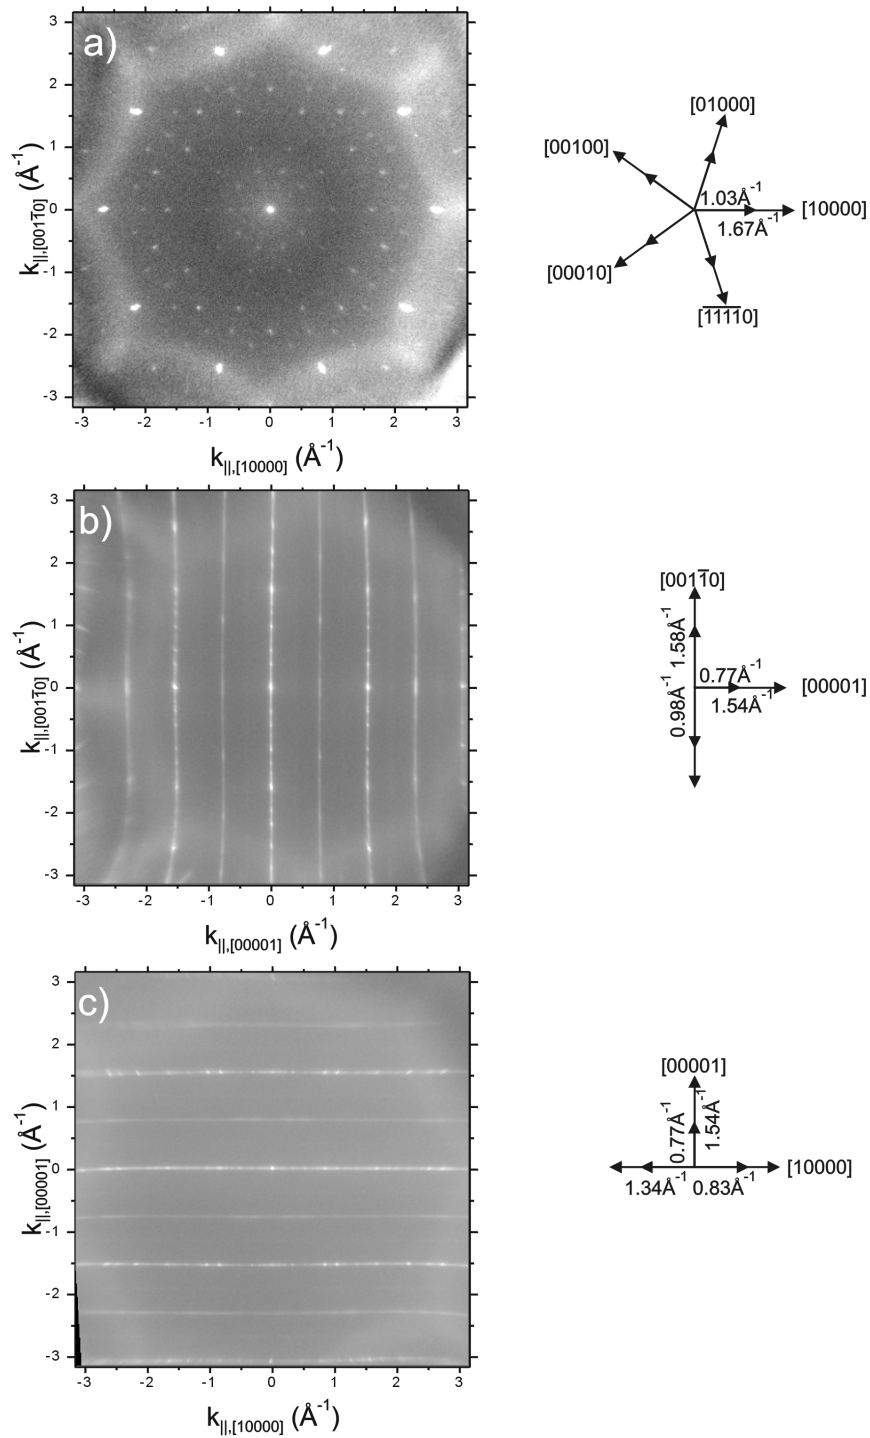 a)
3
2
1
0
-1
-2
-3
k||,[0011̅0] (Å⁻¹)
-3 -2 -1 0 1 2 3
k||,[10000] (Å⁻¹)
[01000]
[00100]
1.03Å⁻¹
[10000]
1.67Å⁻¹
[00010]
[1̅1̅1̅1̅0]
b)
3
2
1
0
-1
-2
-3
k||,[0011̅0] (Å⁻¹)
-3 -2 -1 0 1 2 3
k||,[00001] (Å⁻¹)
[0011̅0]
1.58Å⁻¹
0.77Å⁻¹
[00001]
0.98Å⁻¹
1.54Å⁻¹
c)
3
2
1
0
-1
-2
-3
k||,[00001] (Å⁻¹)
-3 -2 -1 0 1 2 3
k||,[10000] (Å⁻¹)
[00001]
0.77Å⁻¹
1.54Å⁻¹
[10000]
1.34Å⁻¹ 0.83Å⁻¹